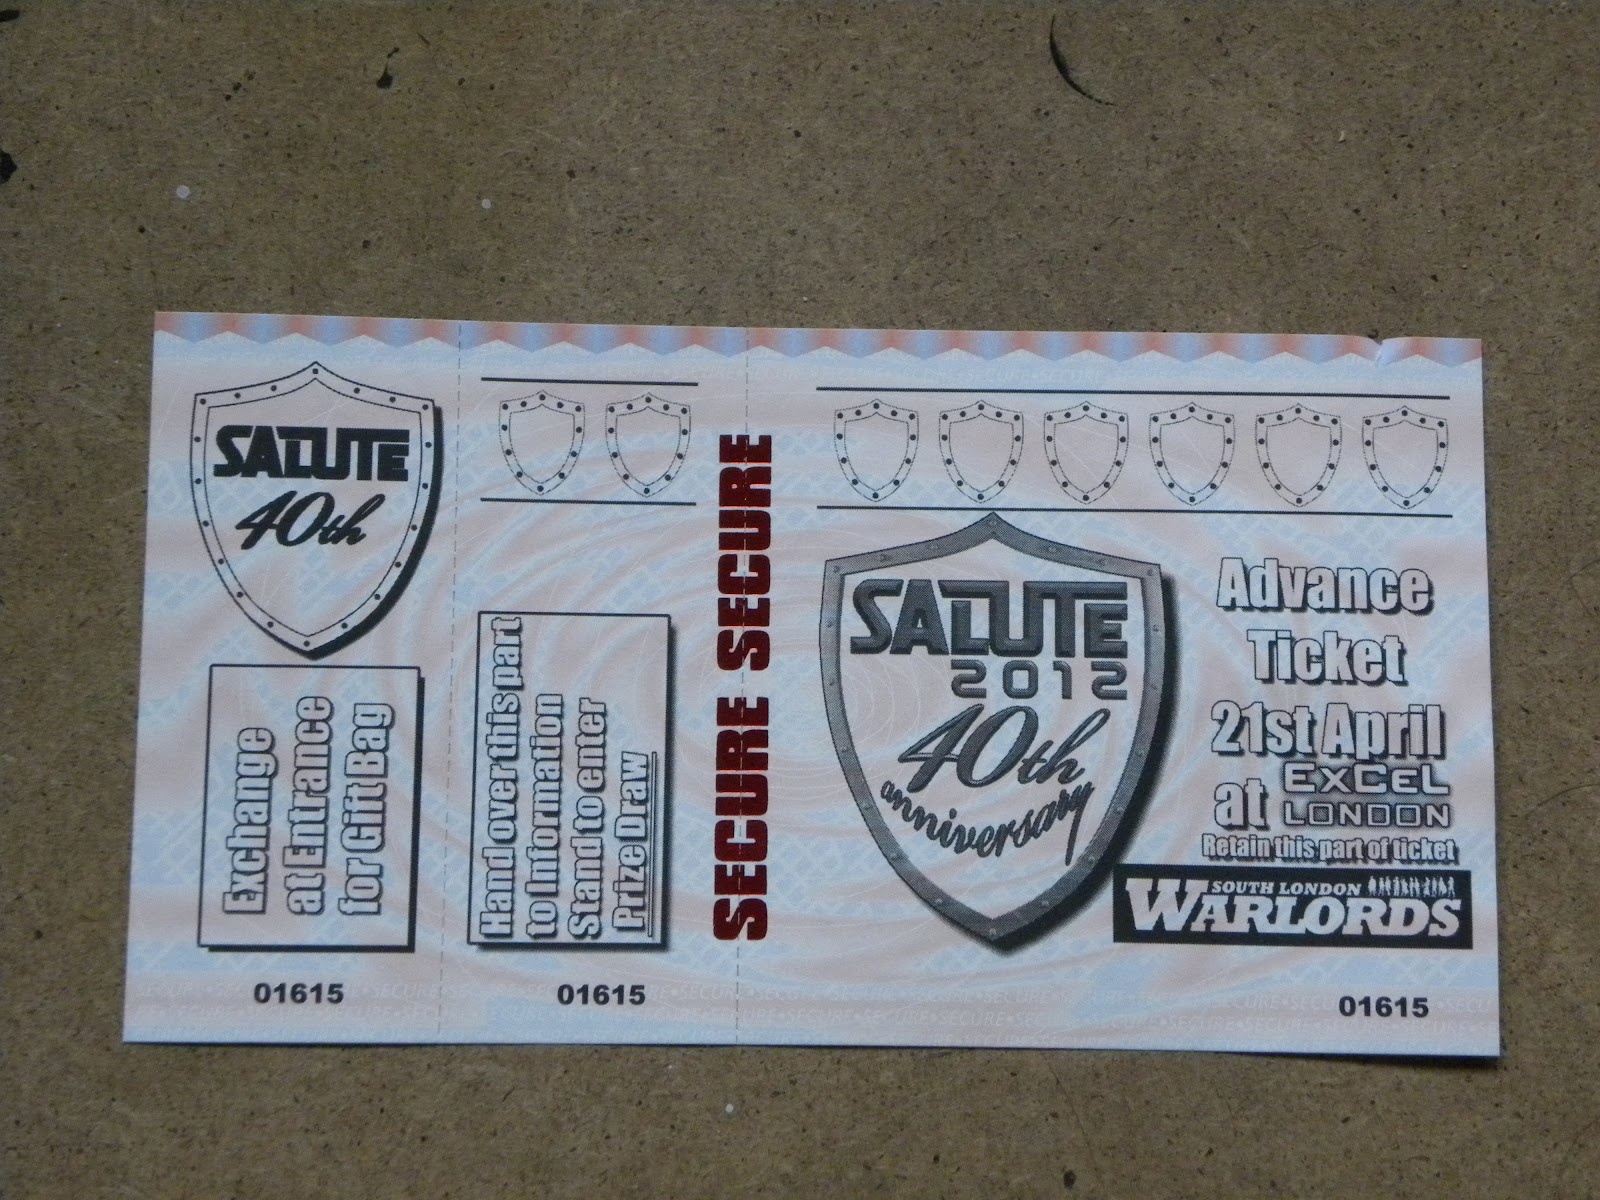 SALUTE
40th
Exchange
at Entrance
for Gift Bag
01615
Hand over this part
to Information
Stand to enter
Prize Draw
01615
SECURE SECURE
SALUTE
2012
40th
anniversary
Advance
Ticket
21st April
at EXCEL
LONDON
Retain this part of ticket
SOUTH LONDON
WARLORDS
01615